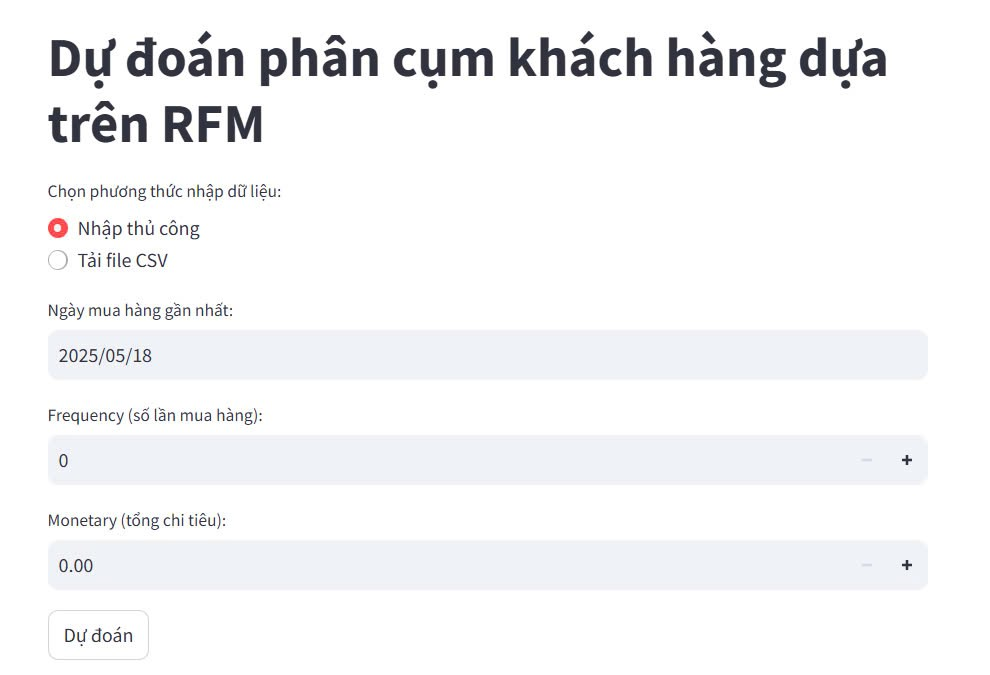 Dự đoán phân cụm khách hàng dựa
trên RFM
Chọn phương thức nhập dữ liệu:
Nhập thủ công
Tải file CSV
Ngày mua hàng gần nhất:
2025/05/18
Frequency (số lần mua hàng):
0
Monetary (tổng chi tiêu):
0.00
Dự đoán